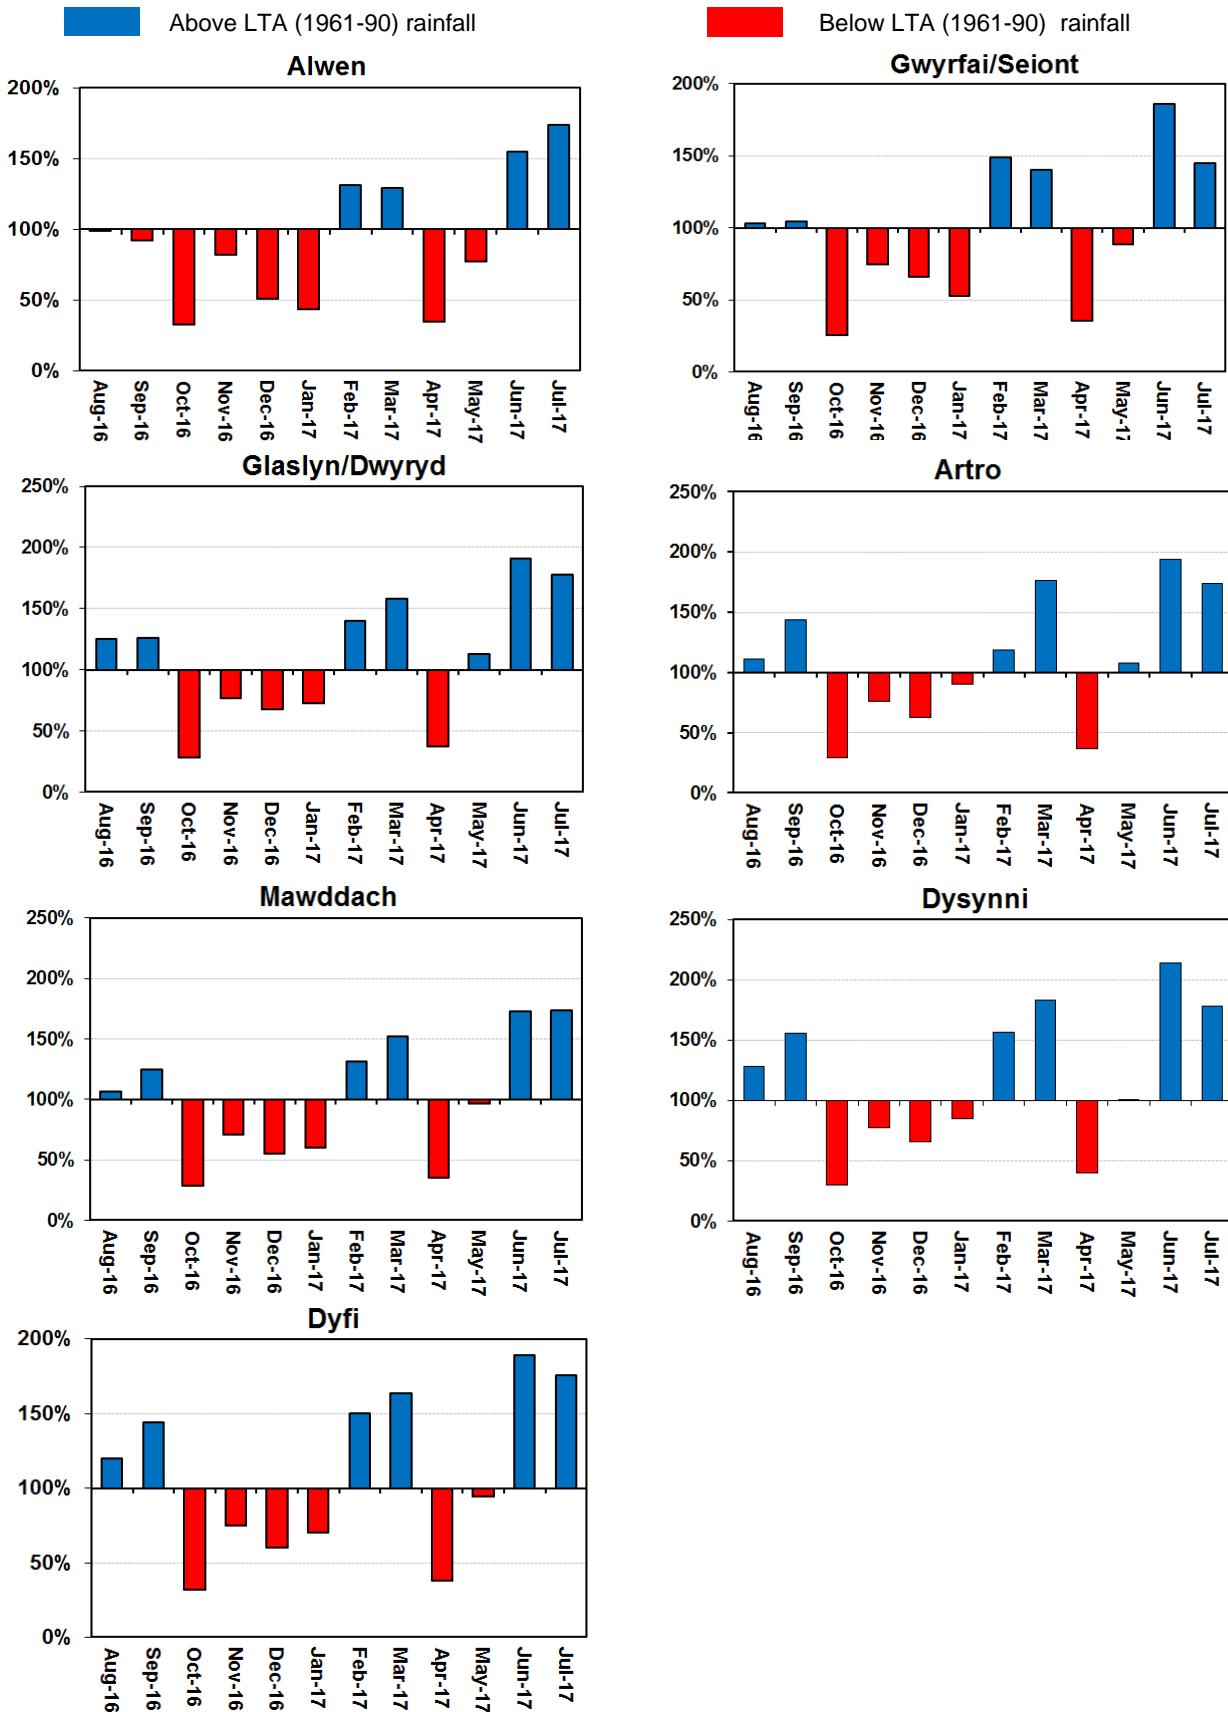 Above LTA (1961-90) rainfall
Below LTA (1961-90) rainfall
Alwen
200%
150%
100%
50%
0%
Aug-16
Sep-16
Oct-16
Nov-16
Dec-16
Jan-17
Feb-17
Mar-17
Apr-17
May-17
Jun-17
Jul-17
Gwyrfai/Seiont
200%
150%
100%
50%
0%
Aug-16
Sep-16
Oct-16
Nov-16
Dec-16
Jan-17
Feb-17
Mar-17
Apr-17
May-17
Jun-17
Jul-17
Glaslyn/Dwyryd
250%
200%
150%
100%
50%
0%
Aug-16
Sep-16
Oct-16
Nov-16
Dec-16
Jan-17
Feb-17
Mar-17
Apr-17
May-17
Jun-17
Jul-17
Artro
250%
200%
150%
100%
50%
0%
Aug-16
Sep-16
Oct-16
Nov-16
Dec-16
Jan-17
Feb-17
Mar-17
Apr-17
May-17
Jun-17
Jul-17
Mawddach
250%
200%
150%
100%
50%
0%
Aug-16
Sep-16
Oct-16
Nov-16
Dec-16
Jan-17
Feb-17
Mar-17
Apr-17
May-17
Jun-17
Jul-17
Dysynni
250%
200%
150%
100%
50%
0%
Aug-16
Sep-16
Oct-16
Nov-16
Dec-16
Jan-17
Feb-17
Mar-17
Apr-17
May-17
Jun-17
Jul-17
Dyfi
200%
150%
100%
50%
0%
Aug-16
Sep-16
Oct-16
Nov-16
Dec-16
Jan-17
Feb-17
Mar-17
Apr-17
May-17
Jun-17
Jul-17